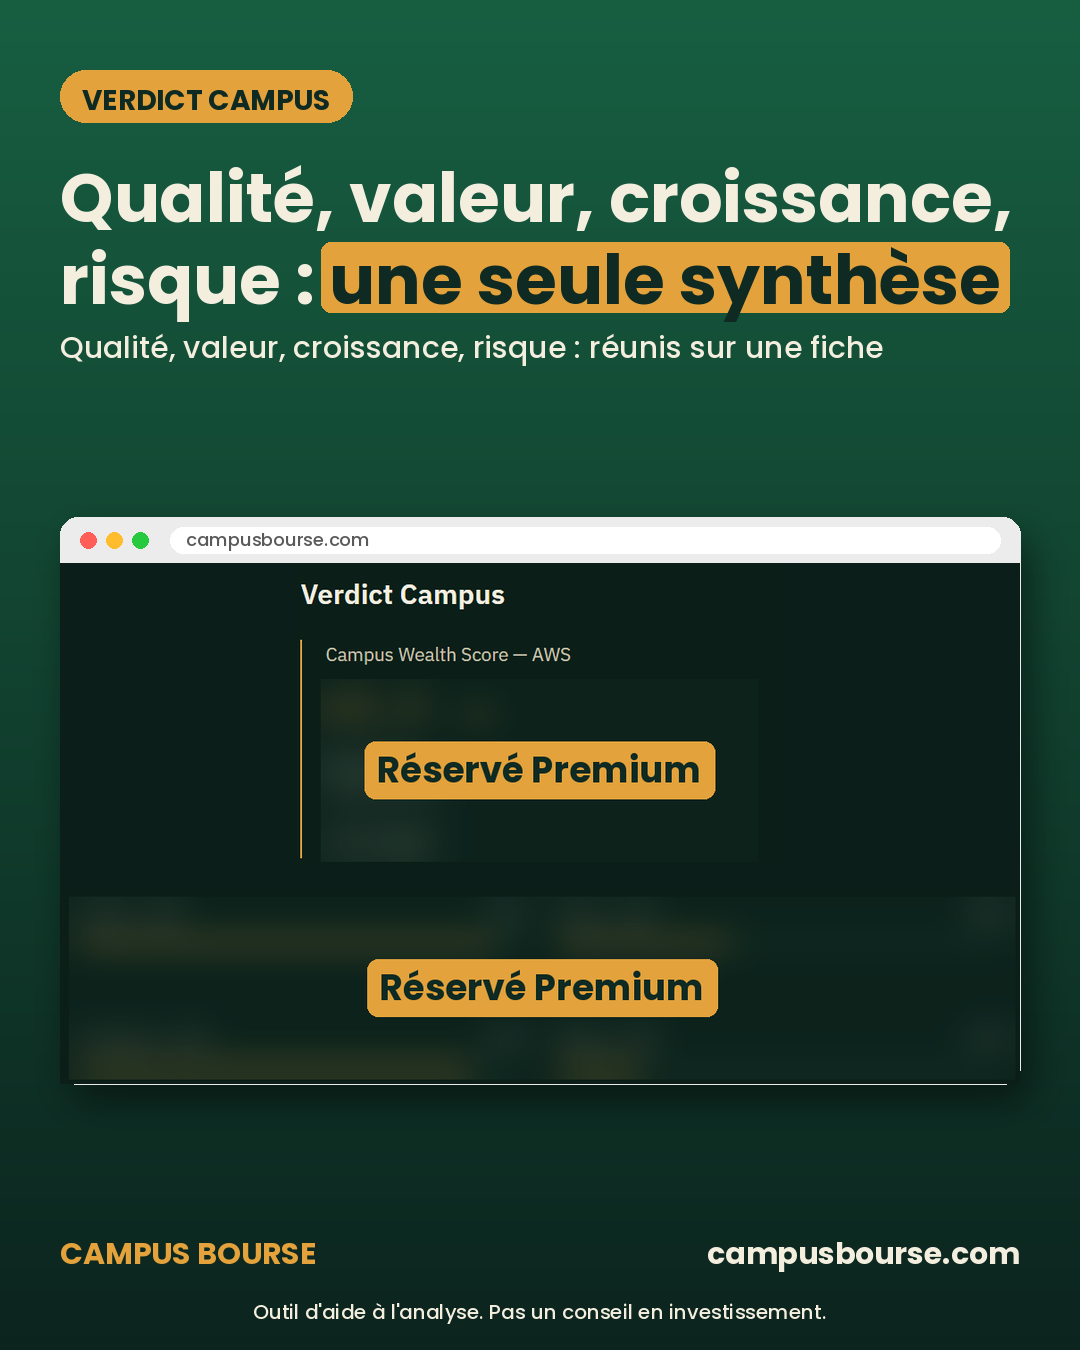 VERDICT CAMPUS
Qualité, valeur, croissance,
risque : une seule synthèse
Qualité, valeur, croissance, risque : réunis sur une fiche
campusbourse.com
Verdict Campus
Campus Wealth Score — AWS
Réservé Premium
Réservé Premium
CAMPUS BOURSE
campusbourse.com
Outil d'aide à l'analyse. Pas un conseil en investissement.